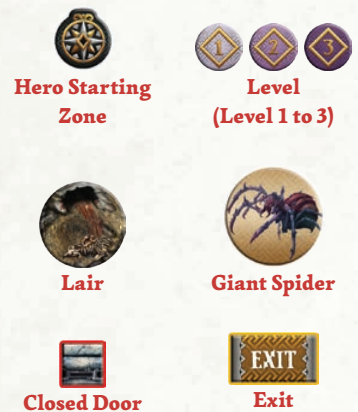 1 2 3
Hero Starting
Zone
Level
(Level 1 to 3)
Lair
Giant Spider
EXIT
Closed Door
Exit